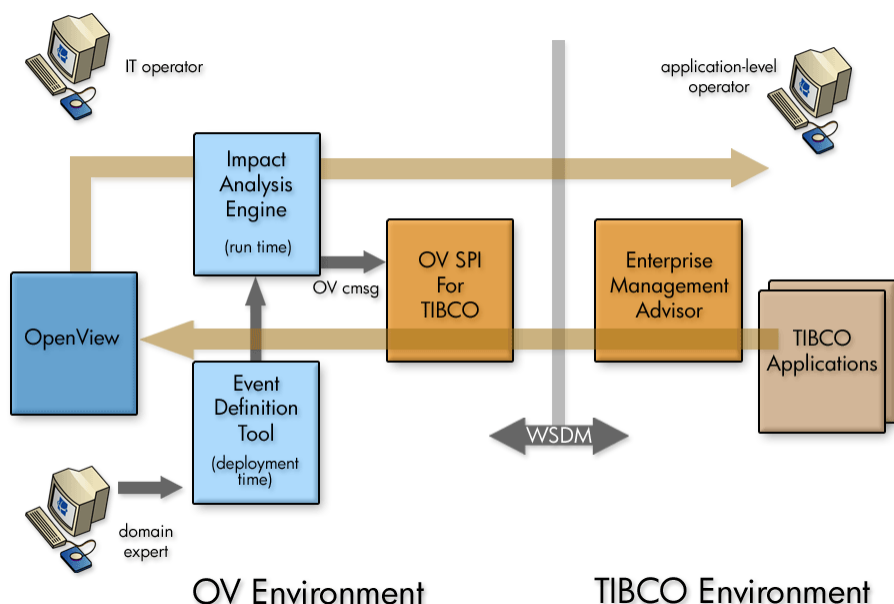 IT operator
application-level
operator
Impact
Analysis
Engine
(run time)
OV cmsg
OV SPI
For
TIBCO
Enterprise
Management
Advisor
OpenView
TIBCO
Applications
Event
Definition
Tool
(deployment
time)
WSDM
domain
expert
OV Environment
TIBCO Environment